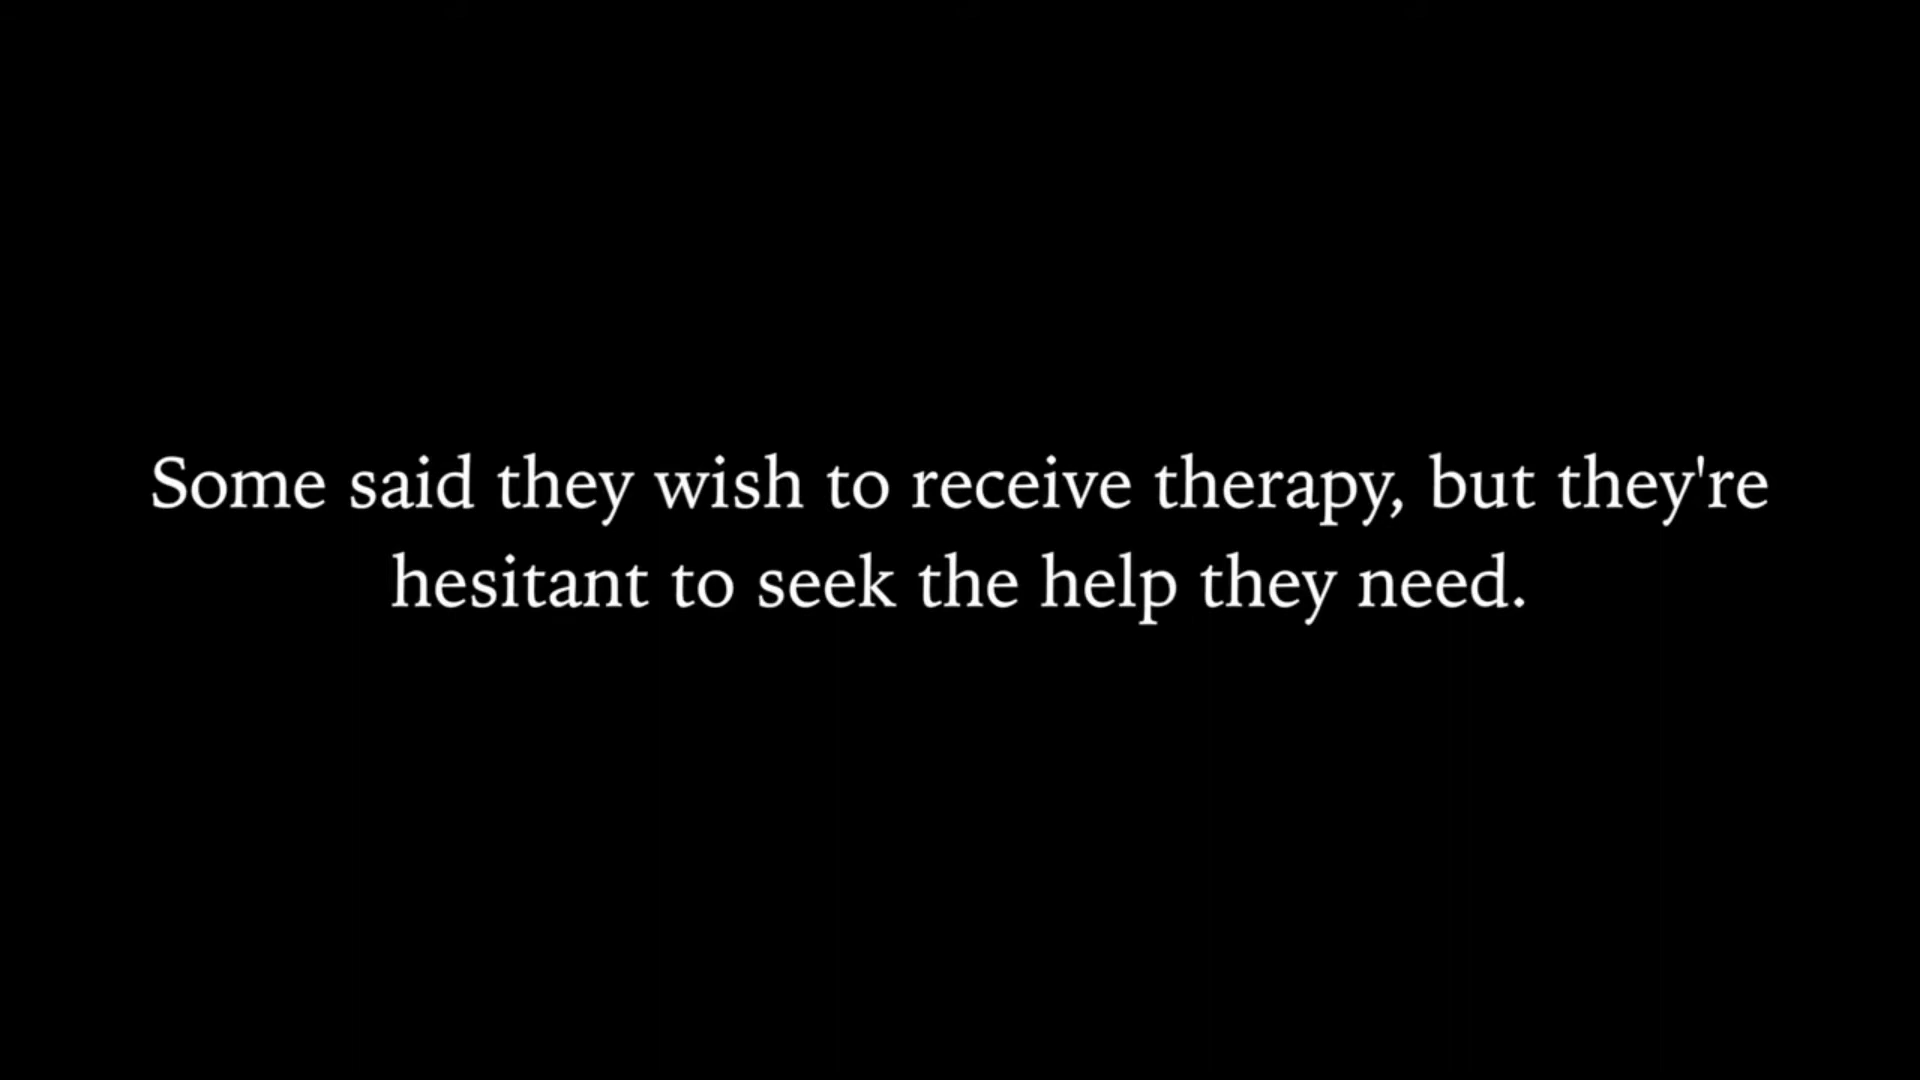 Some said they wish to receive therapy, but they're
hesitant to seek the help they need.